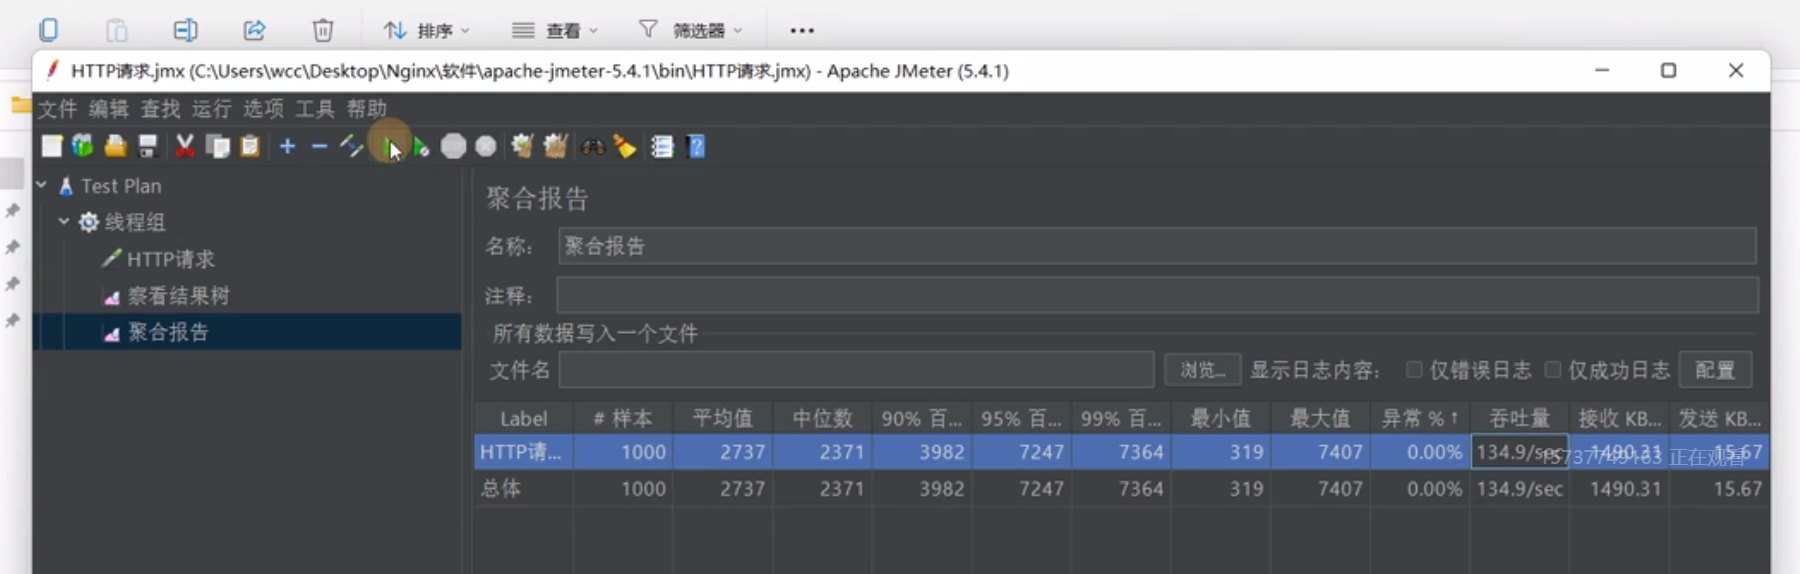 排序 查看 筛选器 ...
HTTP请求.jmx (C:\Users\wcc\Desktop\Nginx\软件\apache-jmeter-5.4.1\bin\HTTP请求.jmx) - Apache JMeter (5.4.1)
文件 编辑 查找 运行 选项 工具 帮助
Test Plan
线程组
HTTP请求
察看结果树
聚合报告
聚合报告
名称: 聚合报告
注释:
所有数据写入一个文件
文件名 浏览... 显示日志内容: 仅错误日志 仅成功日志 配置
Label # 样本 平均值 中位数 90% 百... 95% 百... 99% 百... 最小值 最大值 异常 % ↑ 吞吐量 接收 KB... 发送 KB...
HTTP请... 1000 2737 2371 3982 7247 7364 319 7407 0.00% 134.9/sec 1490.31 15.67
正在观看
总体 1000 2737 2371 3982 7247 7364 319 7407 0.00% 134.9/sec 1490.31 15.67